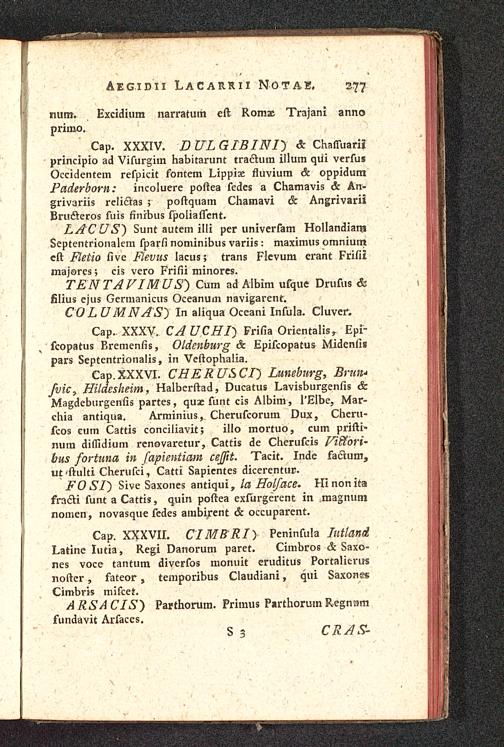 AEGIDII LACARRII NOTAE. 277
num. Excidium narratum eſt Romæ Trajani anno
primo.
Cap. XXXIV. DULGIBINI) & Chaſſuarii
principio ad Viſurgim habitarunt tractum illum qui verſus
Occidentem reſpicit fontem Lippiæ fluvium & oppidum
Paderborn: incoluere poſtea ſedes a Chamavis & An-
grivariis relictas; poſtquam Chamavi & Angrivarii
Bructeros ſuis finibus ſpoliaſſent.
LACUS) Sunt autem illi per univerſam Hollandiam
Septentrionalem ſparſi nominibus variis: maximus omnium
eſt Fletio ſive Flevus lacus; trans Flevum erant Friſii
majores; cis vero Friſii minores.
TENTAVIMUS) Cum ad Albim uſque Druſus &
filius ejus Germanicus Oceanum navigarent.
COLUMNAS) In aliqua Oceani Inſula. Cluver.
Cap. XXXV. CAUCHI) Friſia Orientalis, Epi-
ſcopatus Bremenſis, Oldenburg & Epiſcopatus Midenſis
pars Septentrionalis, in Veſtophalia.
Cap. XXXVI. CHERUSCI) Luneburg, Brun-
ſvic, Hildesheim, Halberſtad, Ducatus Lavisburgenſis &
Magdeburgenſis partes, quæ ſunt cis Albim, l'Elbe, Mar-
chia antiqua. Arminius, Cheruſcorum Dux, Cheru-
ſcos cum Cattis conciliavit; illo mortuo, cum priſti-
num diſſidium renovaretur, Cattis de Cheruſcis Victori-
bus fortuna in ſapientiam ceſſit. Tacit. Inde factum,
ut ſtulti Cheruſci, Catti Sapientes dicerentur.
FOSI) Sive Saxones antiqui, la Holſace. Hi non ita
fracti ſunt a Cattis, quin poſtea exſurgerent in magnum
nomen, novasque ſedes ambirent & occuparent.
Cap. XXXVII. CIMBRI) Peninſula Iutland
Latine Iutia, Regi Danorum paret. Cimbros & Saxo-
nes voce tantum diverſos monuit eruditus Portalierus
noſter, fateor, temporibus Claudiani, qui Saxones
Cimbris miſcet.
ARSACIS) Parthorum. Primus Parthorum Regnum
fundavit Arſaces.
S 3 CRAS-